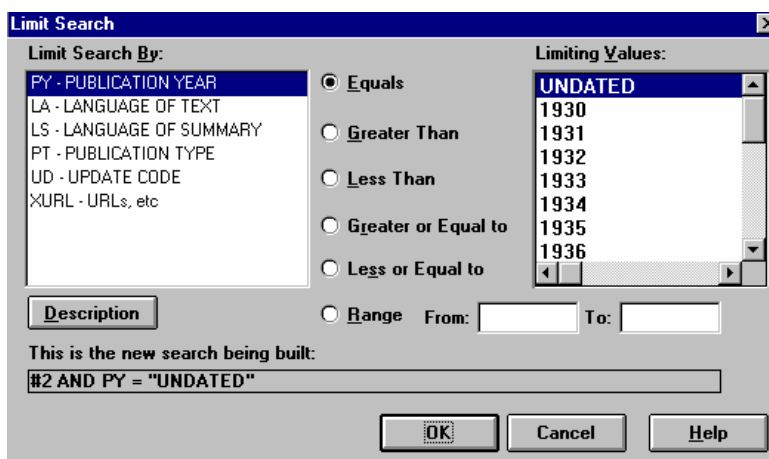 Limit Search
Limit Search By:
PY - PUBLICATION YEAR
LA - LANGUAGE OF TEXT
LS - LANGUAGE OF SUMMARY
PT - PUBLICATION TYPE
UD - UPDATE CODE
XURL - URLs, etc
Equals
Greater Than
Less Than
Greater or Equal to
Less or Equal to
Range From: To:
Limiting Values:
UNDATED
1930
1931
1932
1933
1934
1935
1936
Description
This is the new search being built:
#2 AND PY = "UNDATED"
OK Cancel Help